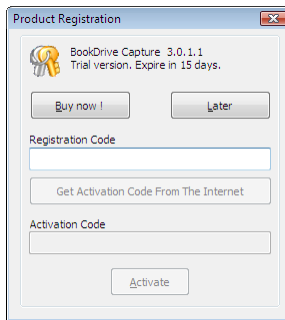 Product Registration
BookDrive Capture 3.0.1.1
Trial version. Expire in 15 days.
Buy now !
Later
Registration Code
Get Activation Code From The Internet
Activation Code
Activate